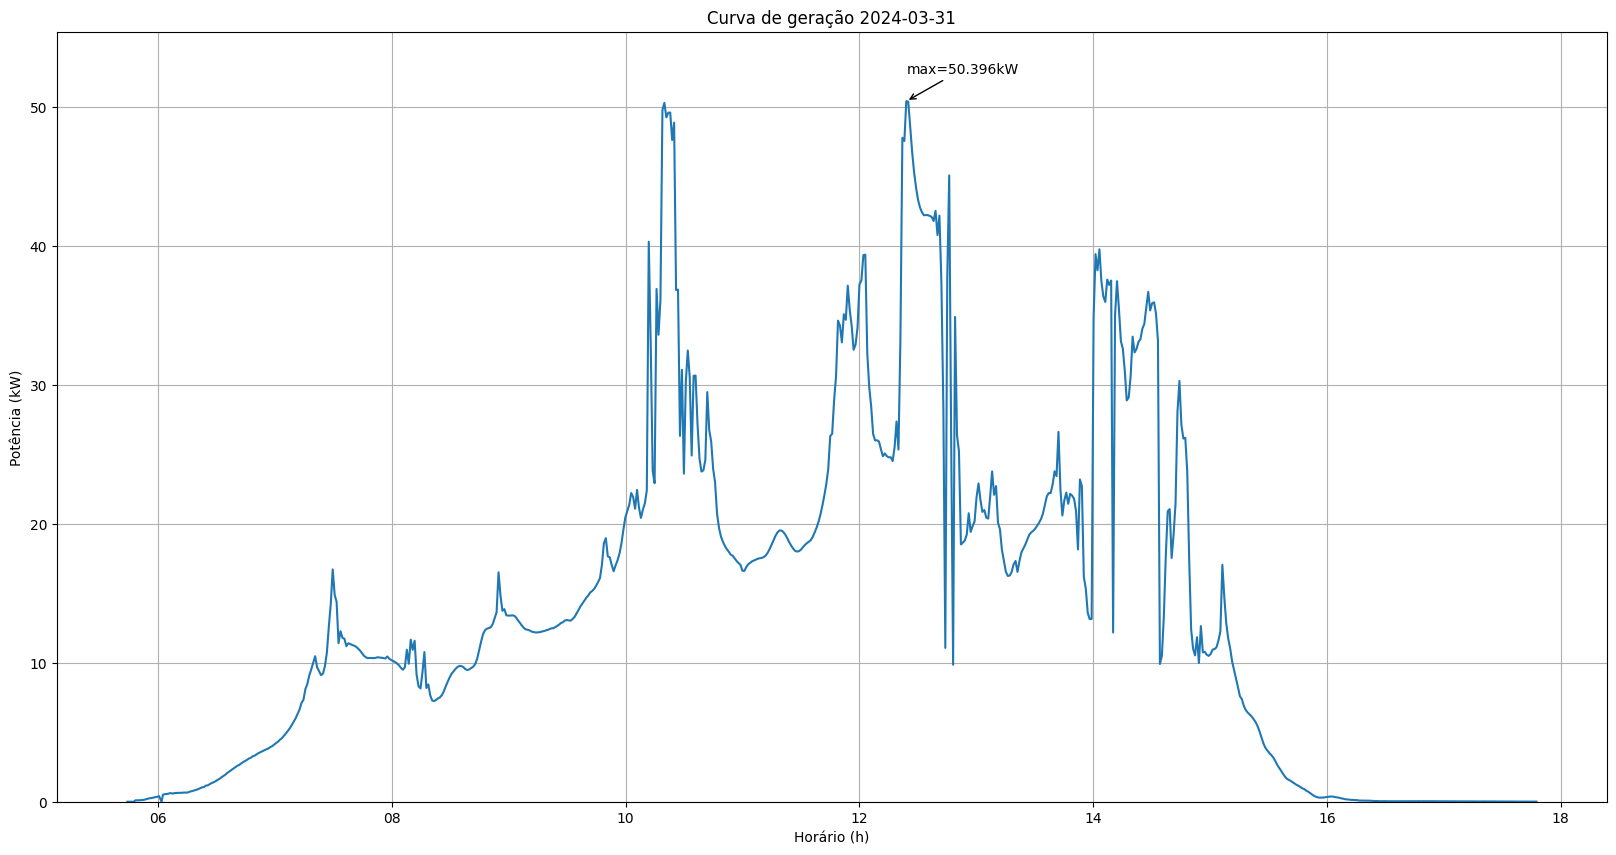 Curva de geração 2024-03-31
max=50.396kW
50
40
30
20
10
0
Potência (kW)
06 08 10 12 14 16 18
Horário (h)